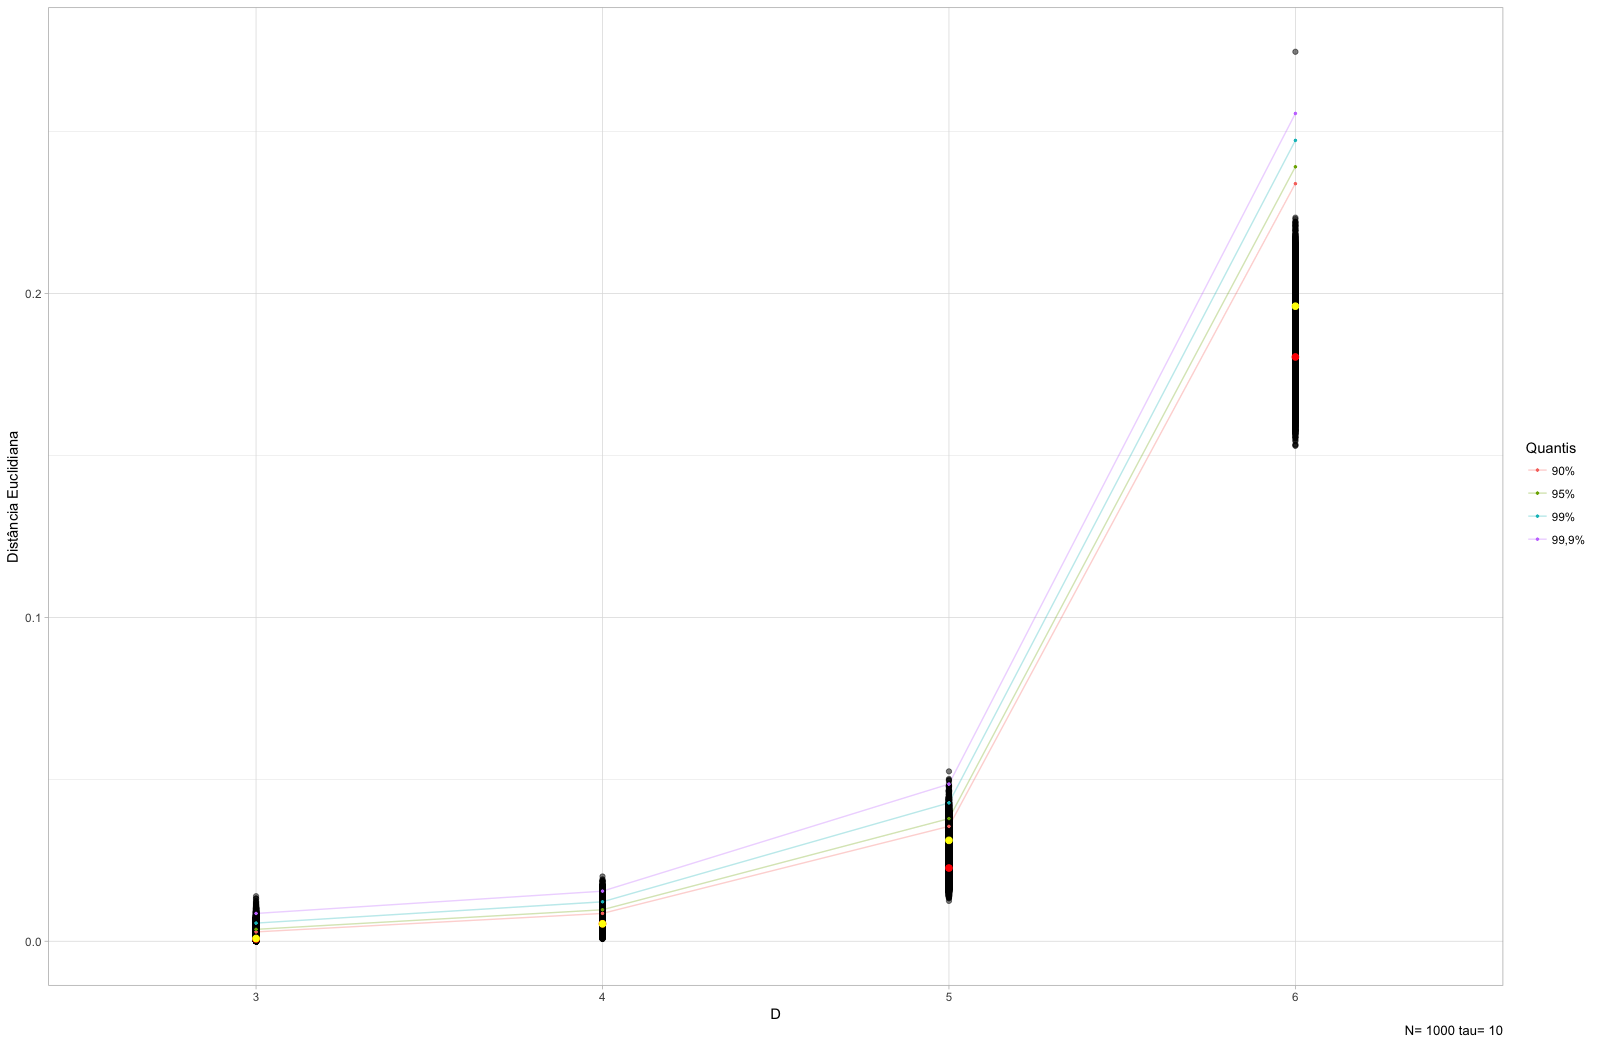 Distância Euclidiana
0.2
0.1
0.0
3
4
5
6
D
N= 1000 tau= 10
Quantis
90%
95%
99%
99,9%